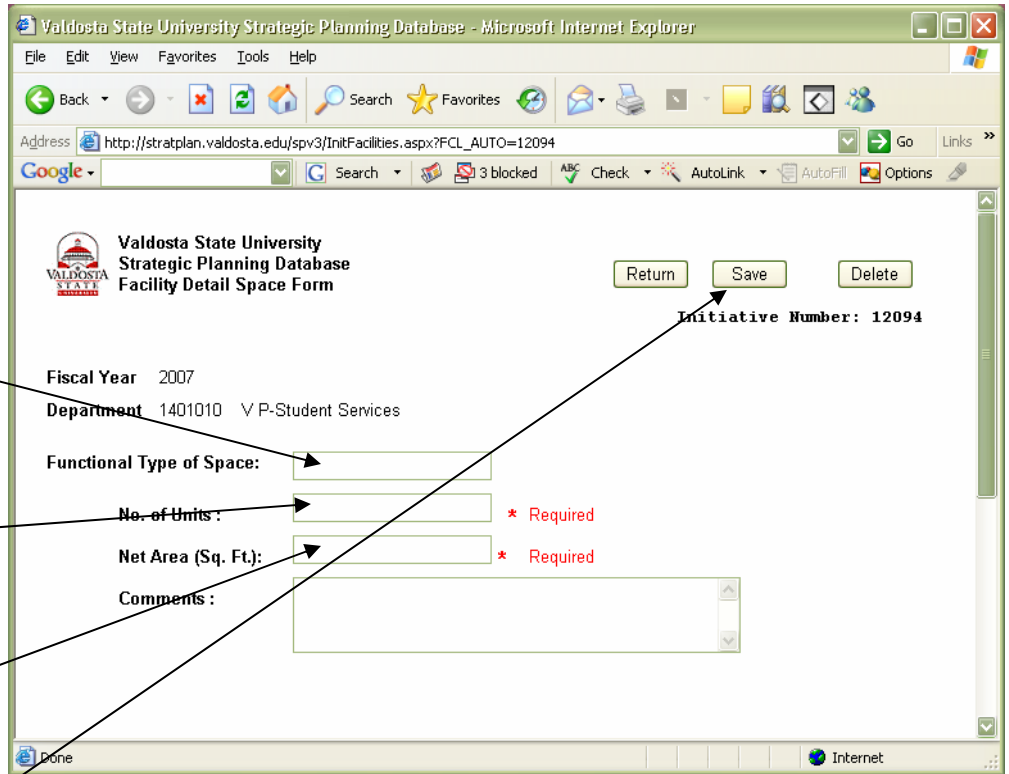 Valdosta State University Strategic Planning Database - Microsoft Internet Explorer
File Edit View Favorites Tools Help
Back Search Favorites
Address http://stratplan.valdosta.edu/spv3/InitFacilities.aspx?FCL_AUTO=12094 Go Links »
Google G Search 3 blocked ABC Check AutoLink AutoFill Options
VALDOSTA STATE
Valdosta State University
Strategic Planning Database
Facility Detail Space Form
Return Save Delete
Initiative Number: 12094
Fiscal Year 2007
Department 1401010 V P-Student Services
Functional Type of Space:
No. of Units : * Required
Net Area (Sq. Ft.): * Required
Comments :
Done Internet